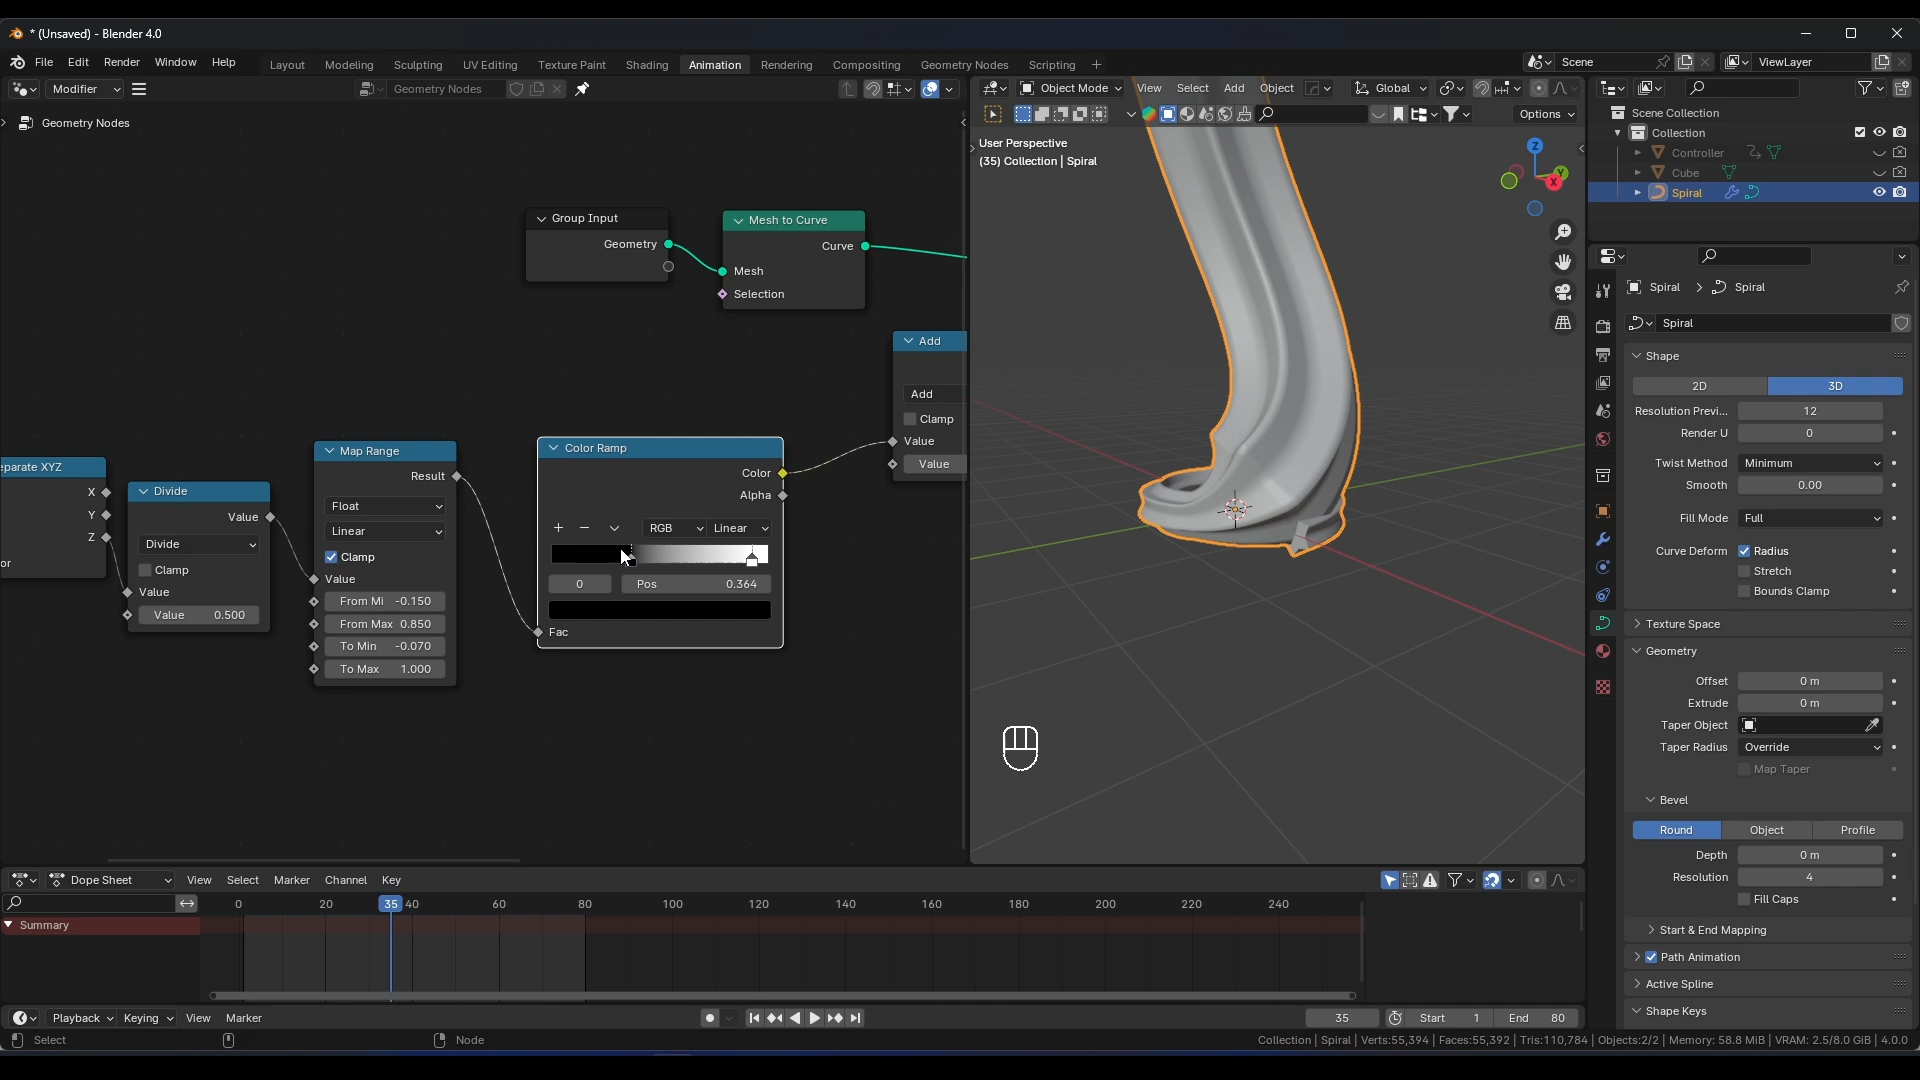 * (Unsaved) - Blender 4.0
File Edit Render Window Help Layout Modeling Sculpting UV Editing Texture Paint Shading Animation Rendering Compositing Geometry Nodes Scripting Scene ViewLayer
Modifier Geometry Nodes Object Mode View Select Add Object Global
Options
Geometry Nodes
User Perspective
(35) Collection | Spiral
Z
Y
X
Group Input
Geometry
Mesh to Curve
Curve
Mesh
Selection
Add
Add
Clamp
Value
Value
eparate XYZ
X
Y
Z
or
Divide
Value
Divide
Clamp
Value
Value 0.500
Map Range
Result
Float
Linear
Clamp
Value
From Mi -0.150
From Max 0.850
To Min -0.070
To Max 1.000
Color Ramp
Color
Alpha
RGB Linear
0 Pos 0.364
Fac
Scene Collection
Collection
Controller
Cube
Spiral
Spiral Spiral
Spiral
Shape
2D 3D
Resolution Previ... 12
Render U 0
Twist Method Minimum
Smooth 0.00
Fill Mode Full
Curve Deform Radius
Stretch
Bounds Clamp
Texture Space
Geometry
Offset 0 m
Extrude 0 m
Taper Object
Taper Radius Override
Map Taper
Bevel
Round Object Profile
Depth 0 m
Resolution 4
Fill Caps
Start & End Mapping
Path Animation
Active Spline
Shape Keys
Dope Sheet View Select Marker Channel Key
0 20 35 40 60 80 100 120 140 160 180 200 220 240
Summary
Playback Keying View Marker 35 Start 1 End 80
Select Node Collection | Spiral | Verts:55,394 | Faces:55,392 | Tris:110,784 | Objects:2/2 | Memory: 58.8 MiB | VRAM: 2.5/8.0 GiB | 4.0.0